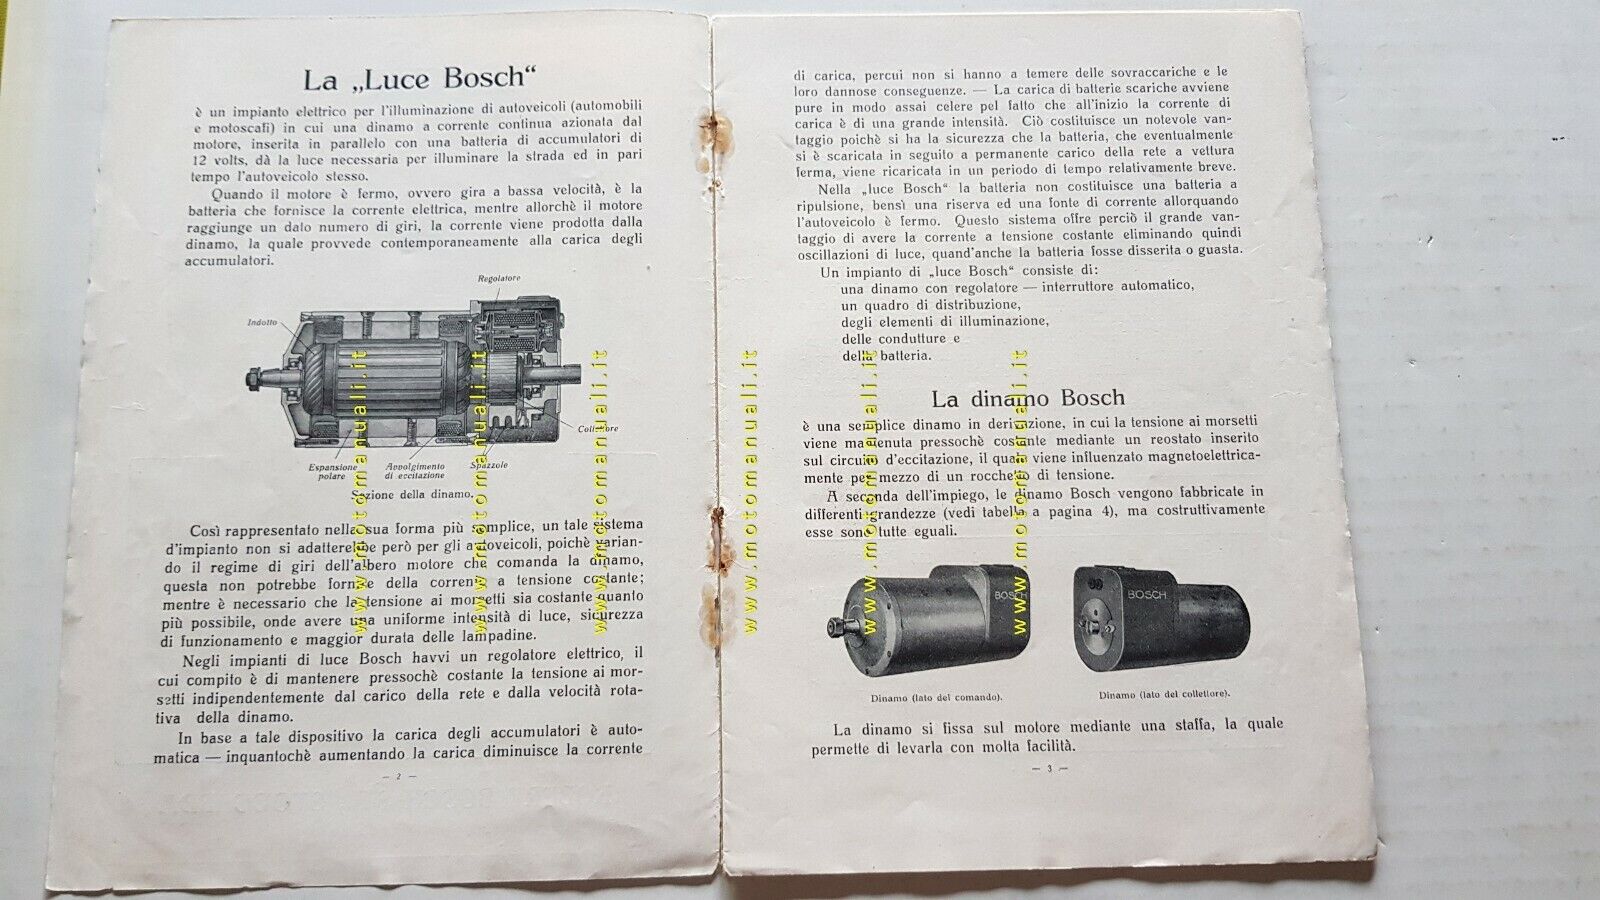 La „Luce Bosch“
è un impianto elettrico per l'illuminazione di autoveicoli (automobili
e motoscafi) in cui una dinamo a corrente continua azionata dal
motore, inserita in parallelo con una batteria di accumulatori di
12 volts, dà la luce necessaria per illuminare la strada ed in pari
tempo l'autoveicolo stesso.
Quando il motore è fermo, ovvero gira a bassa velocità, è la
batteria che fornisce la corrente elettrica, mentre allorchè il motore
raggiunge un dato numero di giri, la corrente viene prodotta dalla
dinamo, la quale provvede contemporaneamente alla carica degli
accumulatori.
Regolatore
Indotto
Collettore
Espansione
polare
Avvolgimento
di eccitazione
Spazzole
Sezione della dinamo.
Così rappresentato nella sua forma più semplice, un tale sistema
d'impianto non si adatterebbe però per gli autoveicoli, poichè varian-
do il regime di giri dell'albero motore che comanda la dinamo,
questa non potrebbe fornire della corrente a tensione costante;
mentre è necessario che la tensione ai morsetti sia costante quanto
più possibile, onde avere una uniforme intensità di luce, sicurezza
di funzionamento e maggior durata delle lampadine.
Negli impianti di luce Bosch havvi un regolatore elettrico, il
cui compito è di mantenere pressochè costante la tensione ai mor-
setti indipendentemente dal carico della rete e dalla velocità rota-
tiva della dinamo.
In base a tale dispositivo la carica degli accumulatori è auto-
matica — inquantochè aumentando la carica diminuisce la corrente
— 2 —
di carica, percui non si hanno a temere delle sovraccariche e le
loro dannose conseguenze. — La carica di batterie scariche avviene
pure in modo assai celere pel fatto che all'inizio la corrente di
carica è di una grande intensità. Ciò costituisce un notevole van-
taggio poichè si ha la sicurezza che la batteria, che eventualmente
si è scaricata in seguito a permanente carico della rete a vettura
ferma, viene ricaricata in un periodo di tempo relativamente breve.
Nella „luce Bosch“ la batteria non costituisce una batteria a
ripulsione, bensì una riserva ed una fonte di corrente allorquando
l'autoveicolo è fermo. Questo sistema offre perciò il grande van-
taggio di avere la corrente a tensione costante eliminando quindi
oscillazioni di luce, quand'anche la batteria fosse disserita o guasta.
Un impianto di „luce Bosch“ consiste di:
una dinamo con regolatore — interruttore automatico,
un quadro di distribuzione,
degli elementi di illuminazione,
delle condutture e
della batteria.
La dinamo Bosch
è una semplice dinamo in derivazione, in cui la tensione ai morsetti
viene mantenuta pressochè costante mediante un reostato inserito
sul circuito d'eccitazione, il quale viene influenzato magnetoelettrica-
mente per mezzo di un rocchetto di tensione.
A seconda dell'impiego, le dinamo Bosch vengono fabbricate in
differenti grandezze (vedi tabella a pagina 4), ma costruttivamente
esse sono tutte eguali.
BOSCH
BOSCH
Dinamo (lato del comando).
Dinamo (lato del collettore).
La dinamo si fissa sul motore mediante una staffa, la quale
permette di levarla con molta facilità.
— 3 —
www.motomanuali.it
www.motomanuali.it
www.motomanuali.it
www.motomanuali.it
www.motomanuali.it
www.motomanuali.it